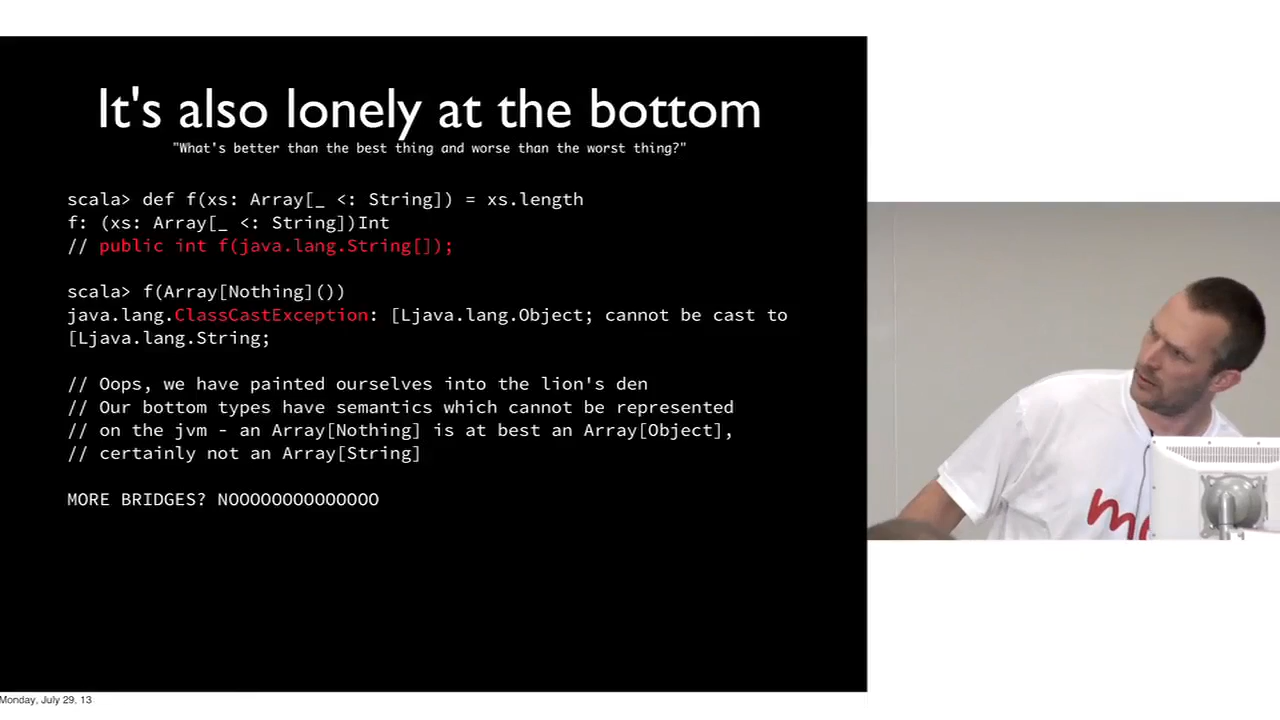 It's also lonely at the bottom
"What's better than the best thing and worse than the worst thing?"
scala> def f(xs: Array[_ <: String]) = xs.length
f: (xs: Array[_ <: String])Int
// public int f(java.lang.String[]);
scala> f(Array[Nothing]())
java.lang.ClassCastException: [Ljava.lang.Object; cannot be cast to
[Ljava.lang.String;
// Oops, we have painted ourselves into the lion's den
// Our bottom types have semantics which cannot be represented
// on the jvm - an Array[Nothing] is at best an Array[Object],
// certainly not an Array[String]
MORE BRIDGES? NOOOOOOOOOOOOOO
Monday, July 29, 13